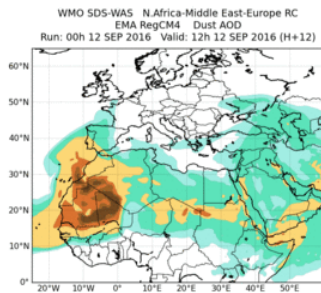 WMO SDS-WAS N.Africa-Middle East-Europe RC
EMA RegCM4 Dust AOD
Run: 00h 12 SEP 2016 Valid: 12h 12 SEP 2016 (H+12)
60°N
50°N
40°N
30°N
20°N
10°N
0°
20°W 10°W 0° 10°E 20°E 30°E 40°E 50°E